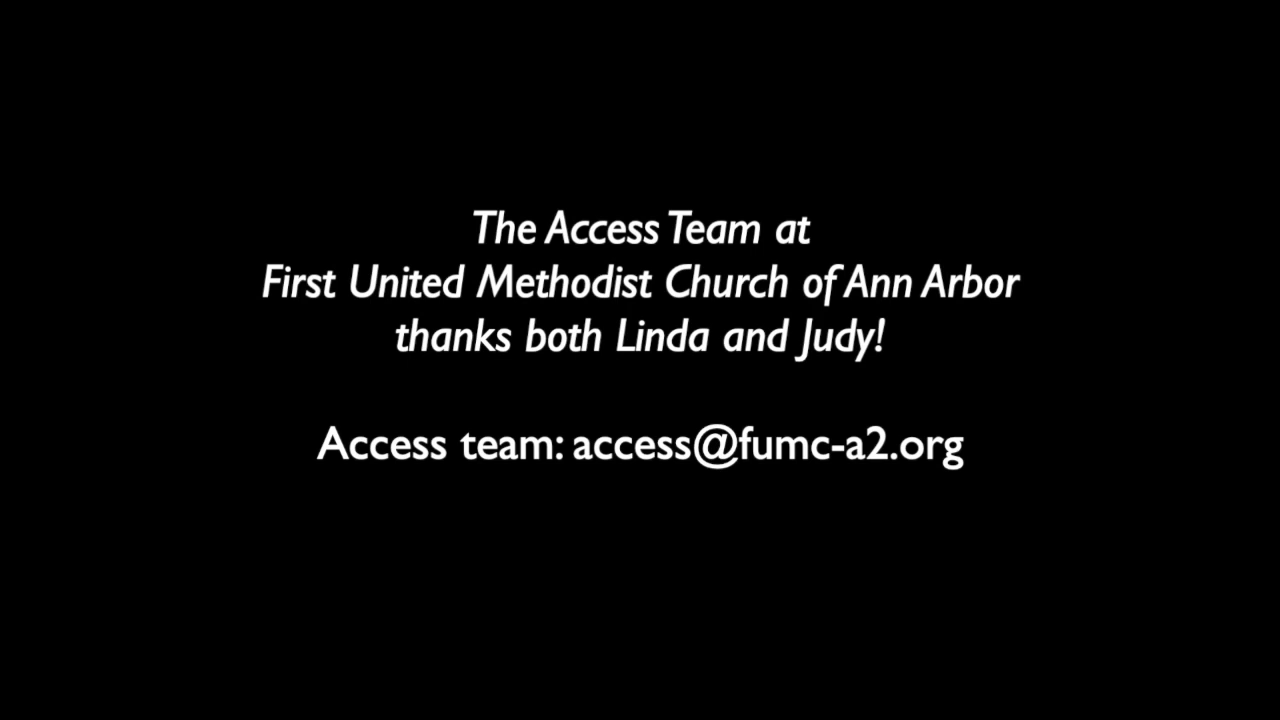 The Access Team at
First United Methodist Church of Ann Arbor
thanks both Linda and Judy!
Access team: access@fumc-a2.org